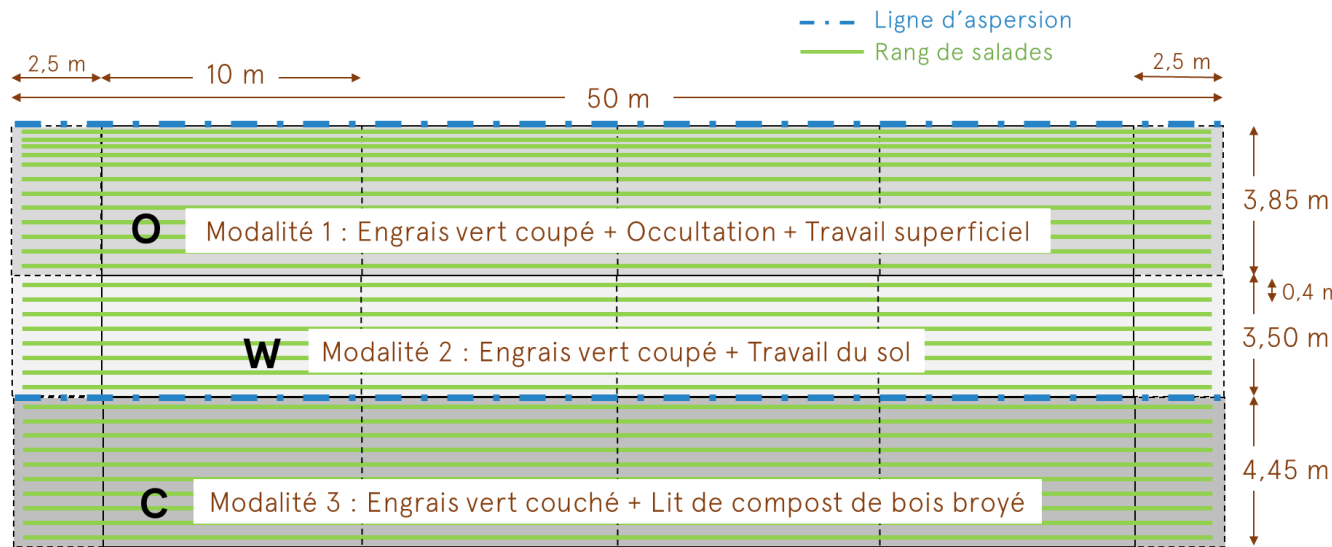 Ligne d'aspersion
Rang de salades
2,5 m
10 m
2,5 m
50 m
3,85 m
O
Modalité 1 : Engrais vert coupé + Occultation + Travail superficiel
0,4 m
3,50 m
W
Modalité 2 : Engrais vert coupé + Travail du sol
4,45 m
C
Modalité 3 : Engrais vert couché + Lit de compost de bois broyé